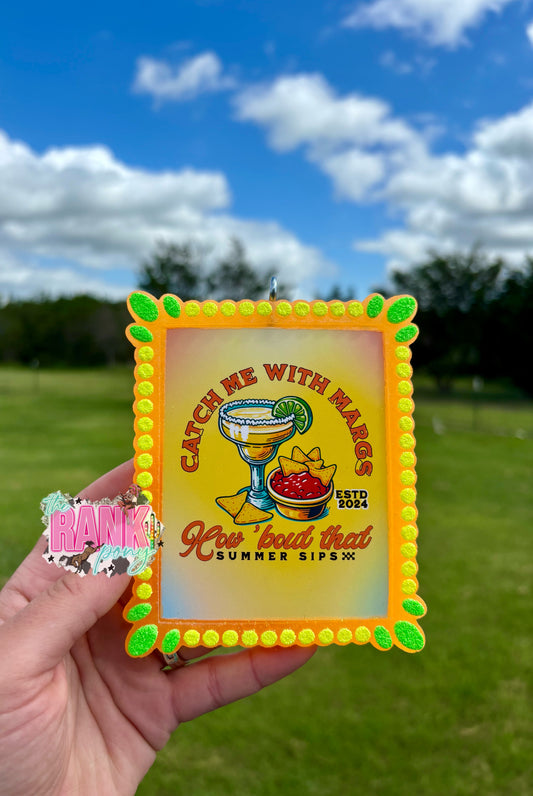 CATCH ME WITH MARGS
ESTD
2024
How 'bout that
SUMMER SIPS
the
RANK
pony